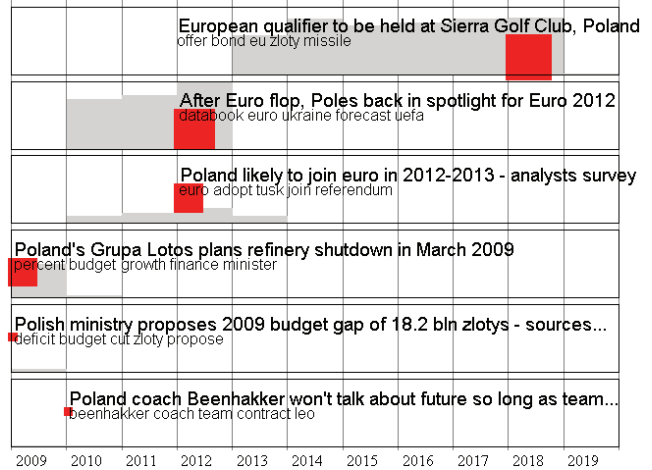 European qualifier to be held at Sierra Golf Club, Poland
offer bond eu zloty missile
After Euro flop, Poles back in spotlight for Euro 2012
databook euro ukraine forecast uefa
Poland likely to join euro in 2012-2013 - analysts survey
euro adopt tusk join referendum
Poland's Grupa Lotos plans refinery shutdown in March 2009
percent budget growth finance minister
Polish ministry proposes 2009 budget gap of 18.2 bln zlotys - sources...
deficit budget cut zloty propose
Poland coach Beenhakker won't talk about future so long as team...
beenhakker coach team contract leo
2009 2010 2011 2012 2013 2014 2015 2016 2017 2018 2019